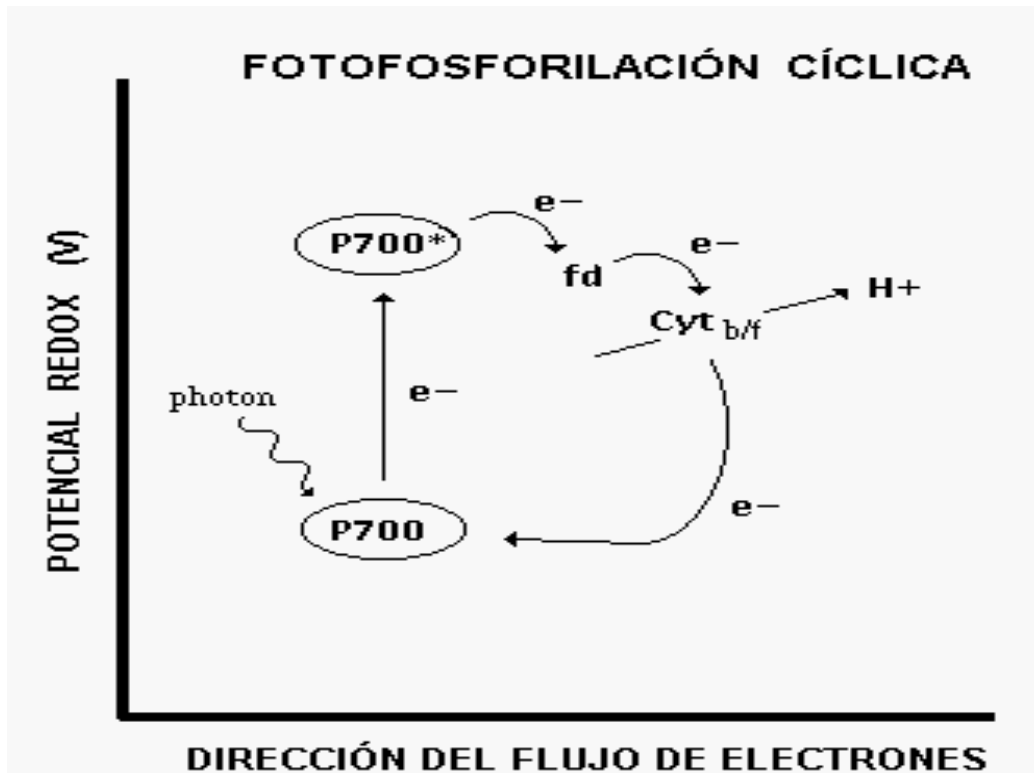 FOTOFOSFORILACIÓN CÍCLICA
POTENCIAL REDOX (V)
e−
P700*
e−
fd
H+
Cyt b/f
photon
e−
e−
P700
DIRECCIÓN DEL FLUJO DE ELECTRONES